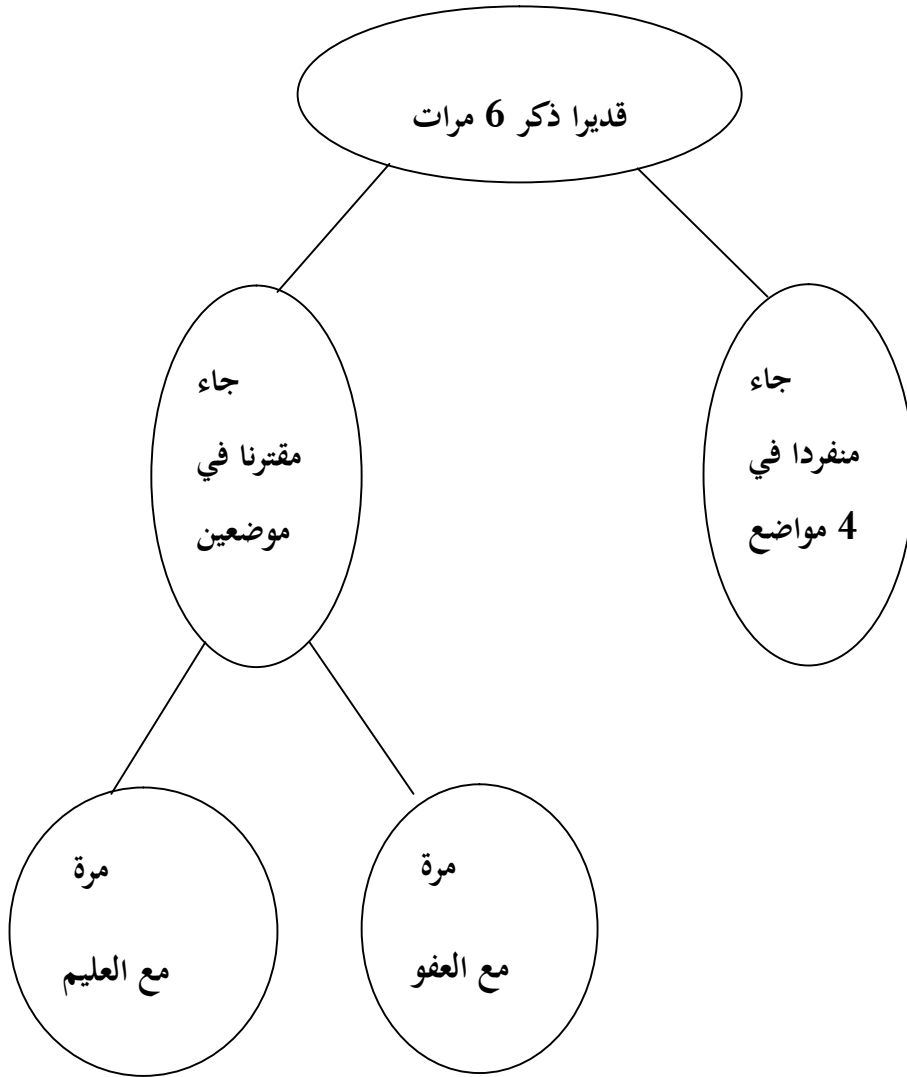 قديرا ذكر 6 مرات
جاء
منفردا في
4 مواضع
جاء
مقترنا في
موضعين
مرة
مع العفو
مرة
مع العليم